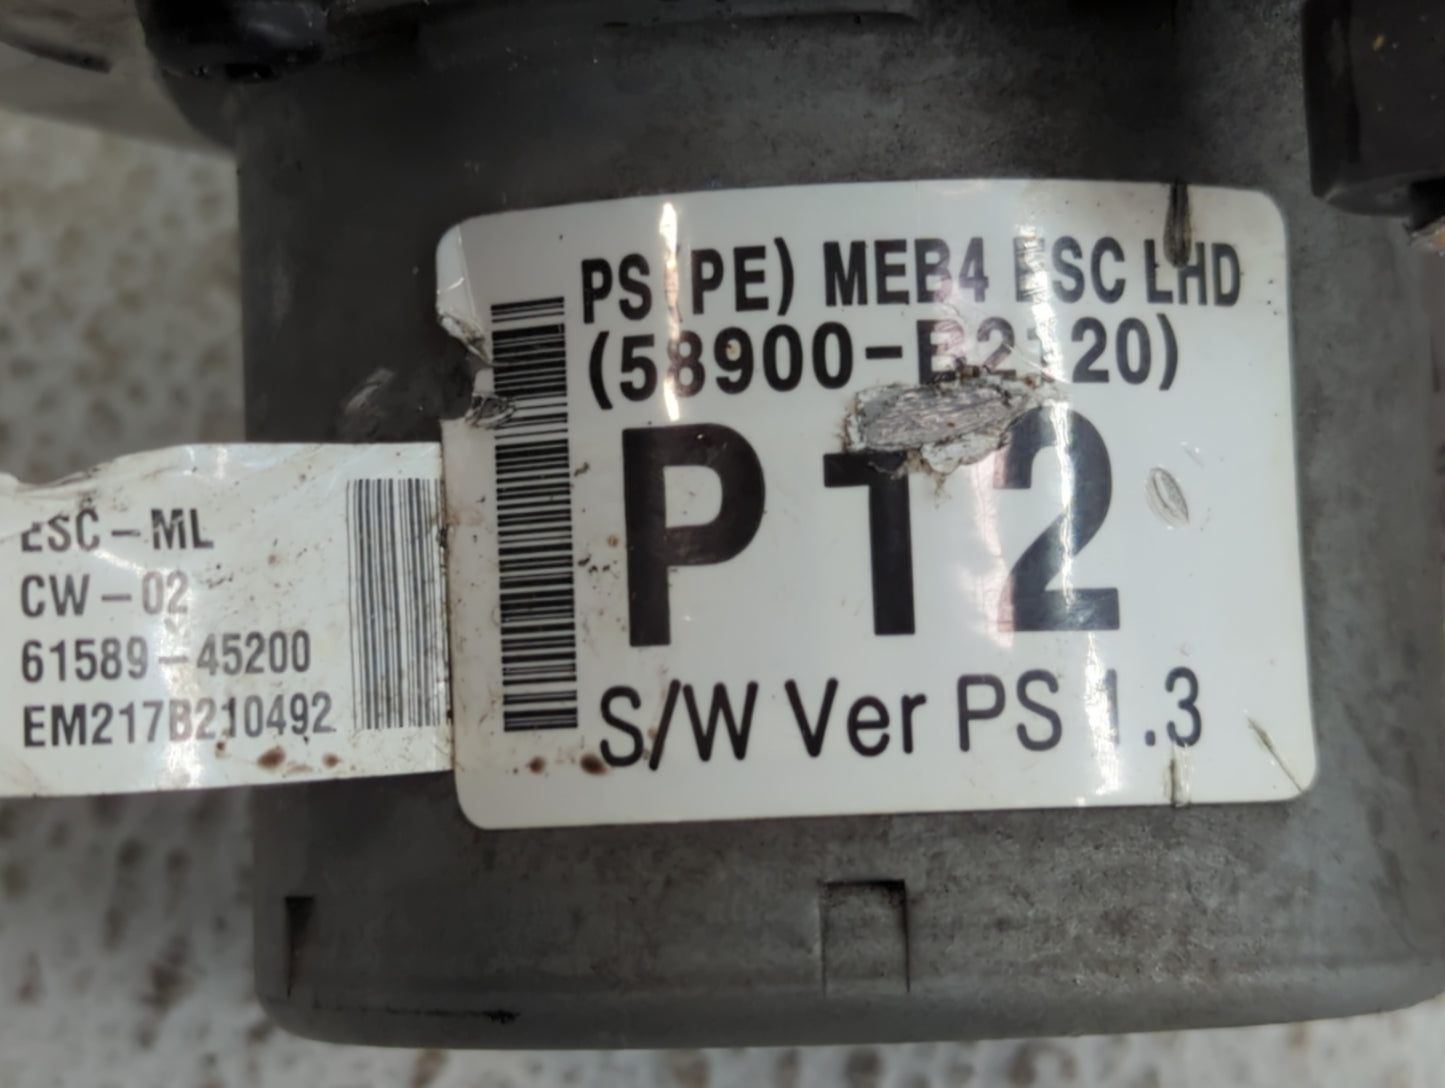 ESC-ML
CW-02
61589-45200
EM217B210492
PS(PE) MEB4 ESC LHD
P12
S/W Ver PS 1.3